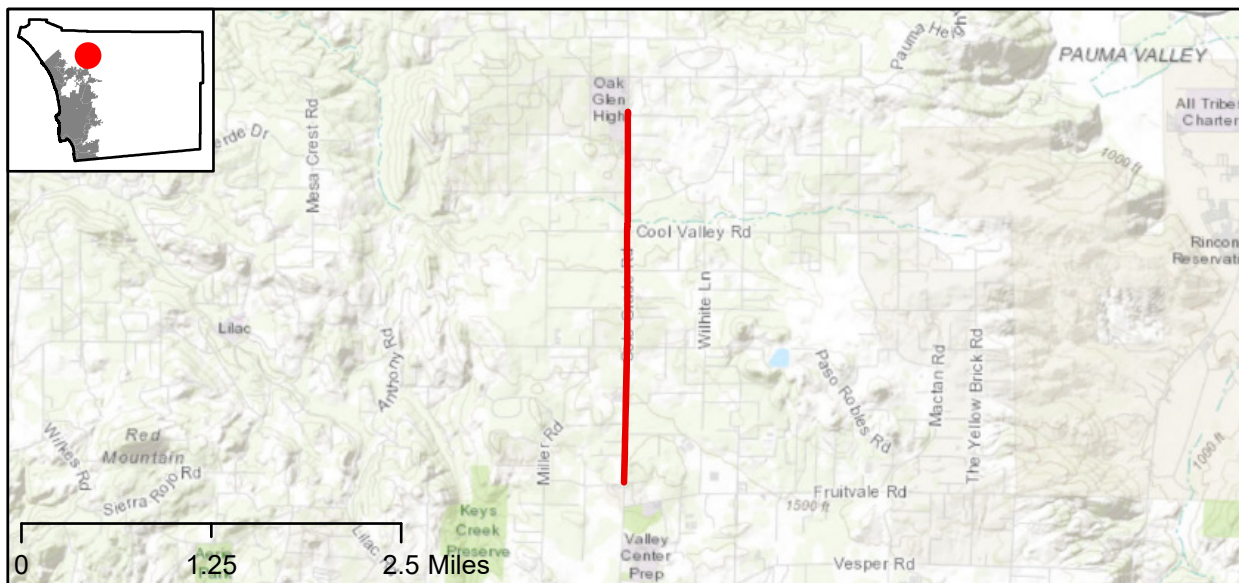 PAUMA VALLEY
Pauma Heigh
Oak
Glen
High
All Tribes
Charter
erde Dr
Mesa Crest Rd
1000 ft
Cool Valley Rd
Rincon
Reservati
Wilhite Ln
Lilac
Anthony Rd
Paso Robles Rd
Mactan Rd
The Yellow Brick Rd
Miller Rd
Red
Mountain
Wilkes Rd
Sierra Rojo Rd
1000 ft
Fruitvale Rd
1500 ft
Keys
Creek
Preserve
Lilac
Valley
Center
Prep
Vesper Rd
0
1.25
2.5 Miles